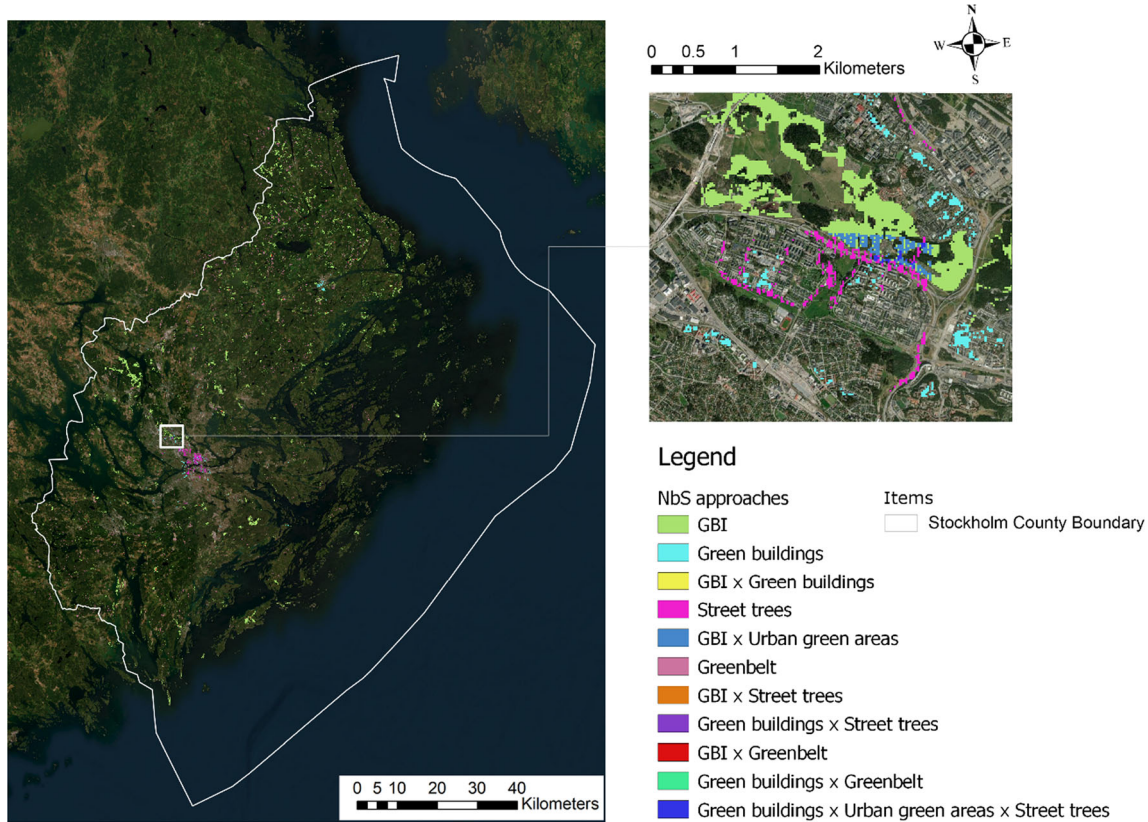 N
W E
S
0 0.5 1 2
Kilometers
Legend
NbS approaches
GBI
Green buildings
GBI x Green buildings
Street trees
GBI x Urban green areas
Greenbelt
GBI x Street trees
Green buildings x Street trees
GBI x Greenbelt
Green buildings x Greenbelt
Green buildings x Urban green areas x Street trees
Items
Stockholm County Boundary
0 5 10 20 30 40
Kilometers